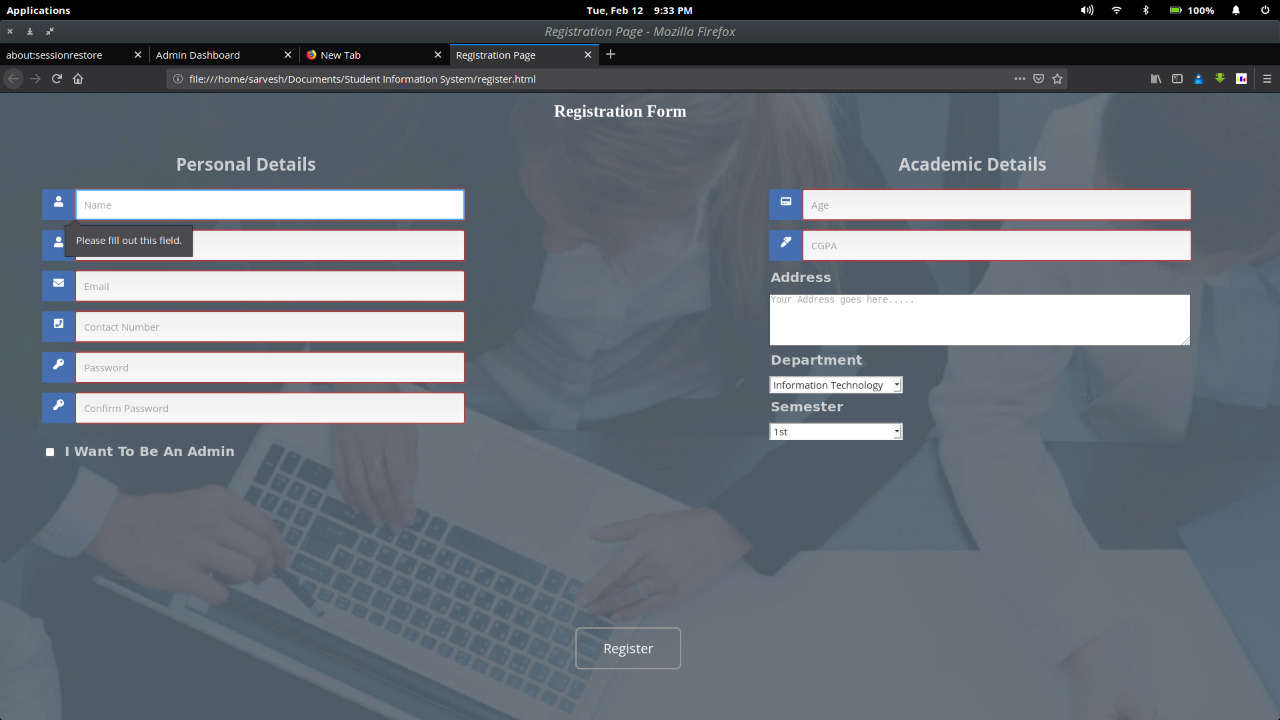 Applications
Tue, Feb 12 9:33 PM
100%
Registration Page - Mozilla Firefox
about:sessionrestore
Admin Dashboard
New Tab
Registration Page
file:///home/sarvesh/Documents/Student Information System/register.html
Registration Form
Personal Details
Name
Please fill out this field.
Email
Contact Number
Password
Confirm Password
I Want To Be An Admin
Academic Details
Age
CGPA
Address
Your Address goes here.....
Department
Information Technology
Semester
1st
Register